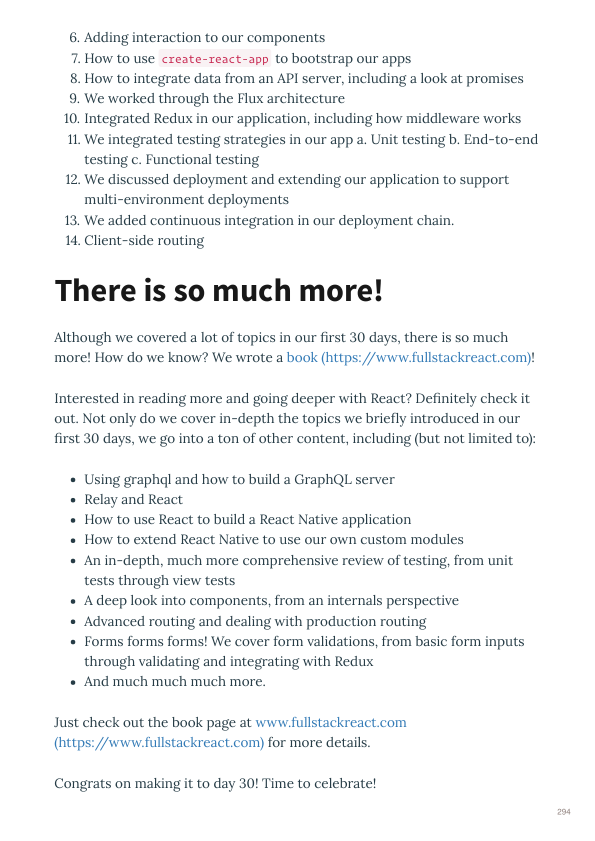 6. Adding interaction to our components
7. How to use create-react-app to bootstrap our apps
8. How to integrate data from an API server, including a look at promises
9. We worked through the Flux architecture
10. Integrated Redux in our application, including how middleware works
11. We integrated testing strategies in our app a. Unit testing b. End-to-end
testing c. Functional testing
12. We discussed deployment and extending our application to support
multi-environment deployments
13. We added continuous integration in our deployment chain.
14. Client-side routing
There is so much more!
Although we covered a lot of topics in our first 30 days, there is so much
more! How do we know? We wrote a book (https://www.fullstackreact.com)!
Interested in reading more and going deeper with React? Definitely check it
out. Not only do we cover in-depth the topics we briefly introduced in our
first 30 days, we go into a ton of other content, including (but not limited to):
• Using graphql and how to build a GraphQL server
• Relay and React
• How to use React to build a React Native application
• How to extend React Native to use our own custom modules
• An in-depth, much more comprehensive review of testing, from unit
tests through view tests
• A deep look into components, from an internals perspective
• Advanced routing and dealing with production routing
• Forms forms forms! We cover form validations, from basic form inputs
through validating and integrating with Redux
• And much much much more.
Just check out the book page at www.fullstackreact.com
(https://www.fullstackreact.com) for more details.
Congrats on making it to day 30! Time to celebrate!
294